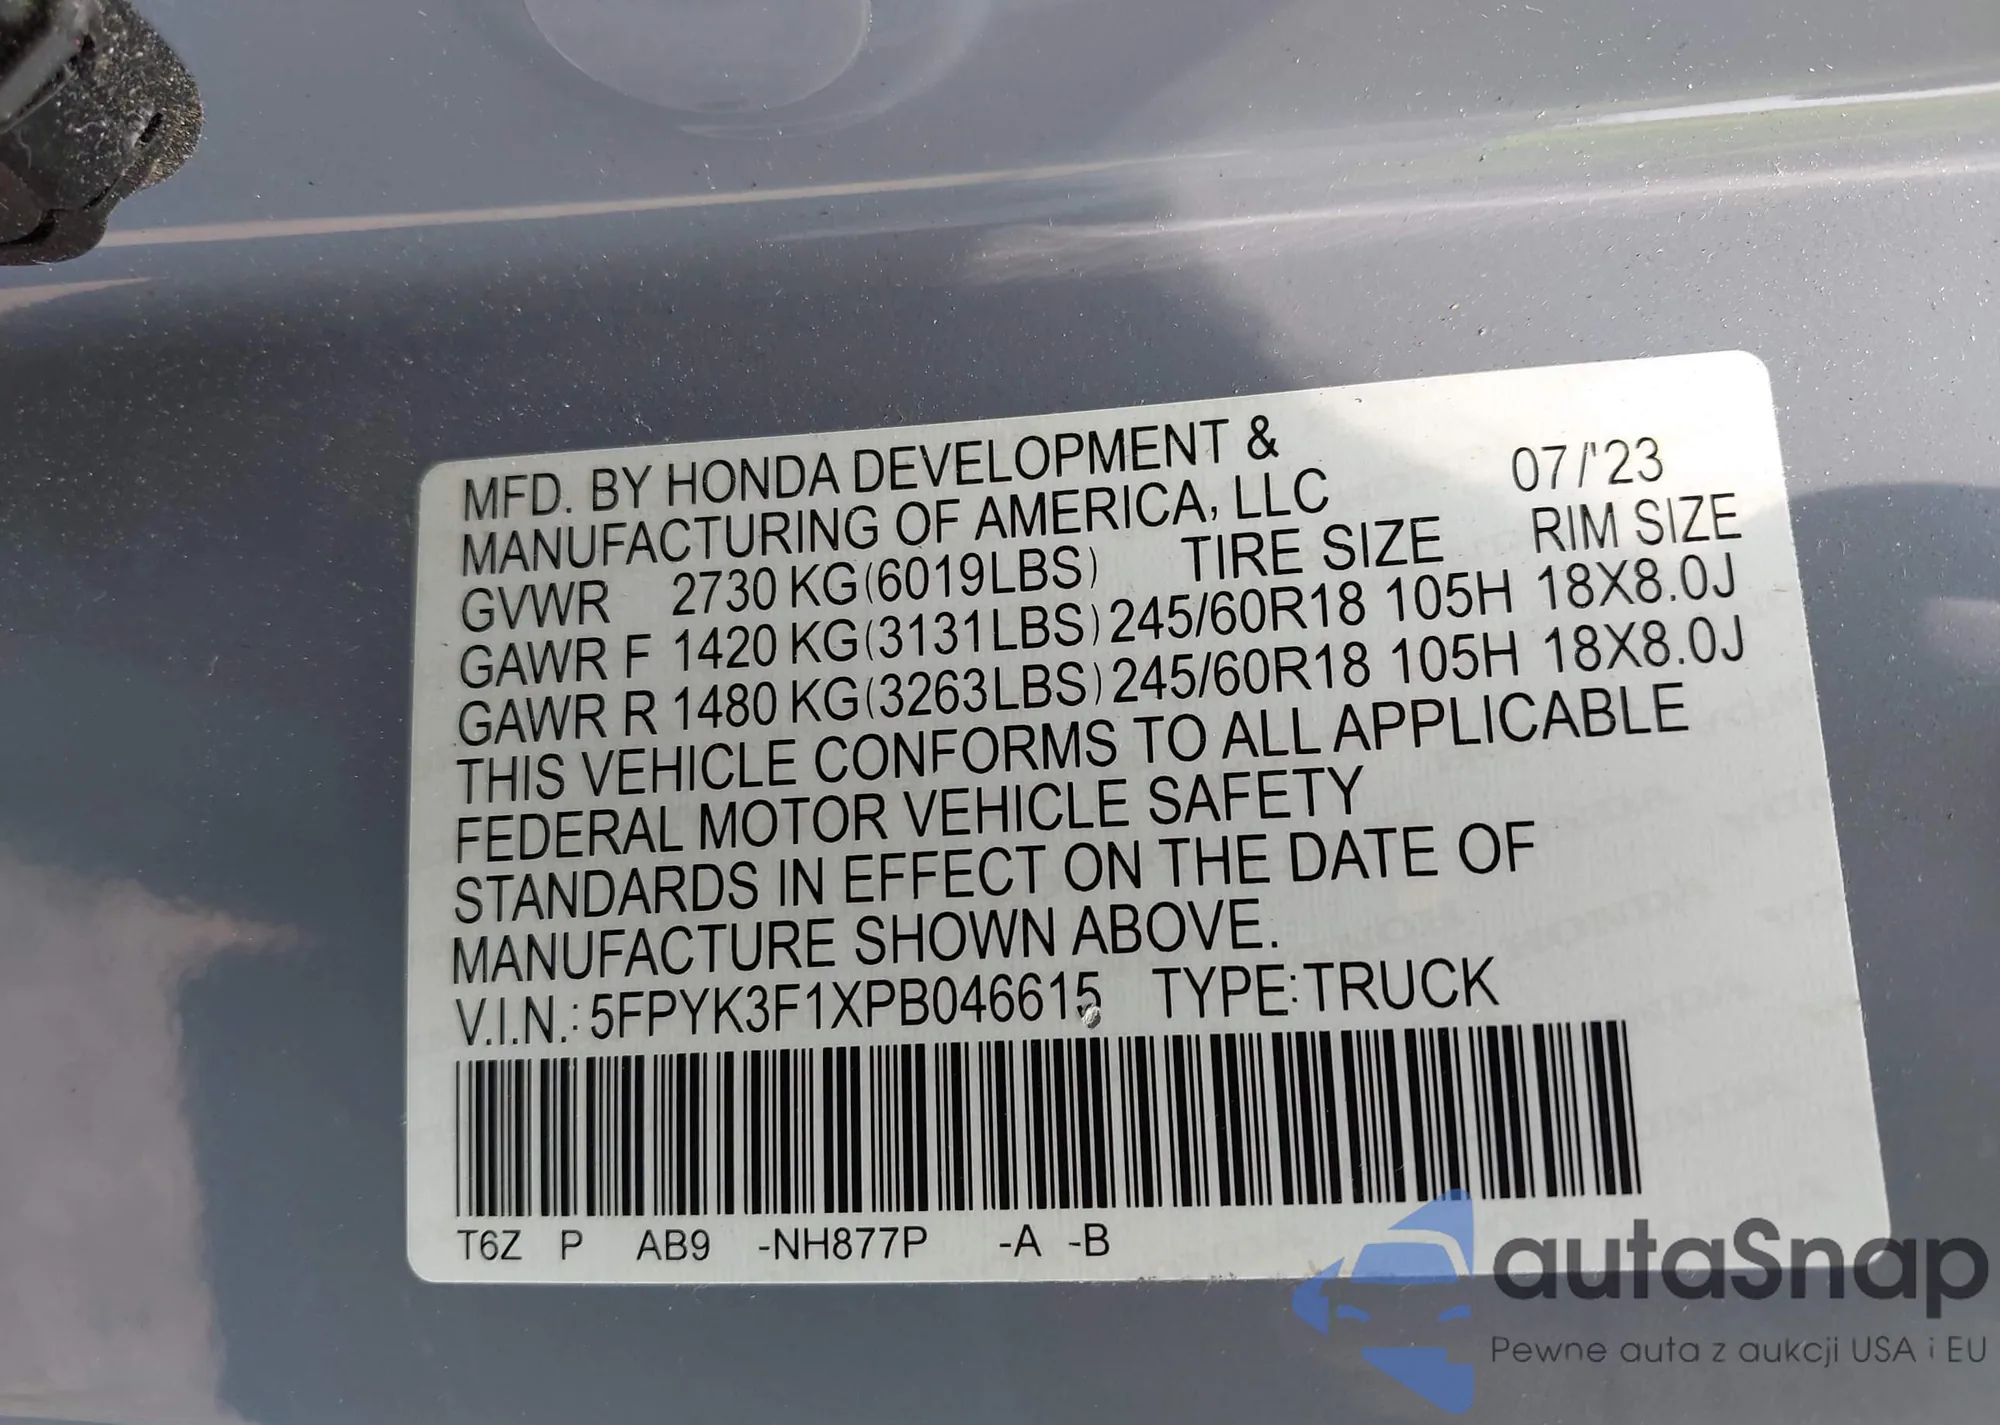 MFD. BY HONDA DEVELOPMENT &
MANUFACTURING OF AMERICA, LLC 07/'23
GVWR 2730 KG(6019LBS) TIRE SIZE RIM SIZE
GAWR F 1420 KG(3131LBS) 245/60R18 105H 18X8.0J
GAWR R 1480 KG(3263LBS) 245/60R18 105H 18X8.0J
THIS VEHICLE CONFORMS TO ALL APPLICABLE
FEDERAL MOTOR VEHICLE SAFETY
STANDARDS IN EFFECT ON THE DATE OF
MANUFACTURE SHOWN ABOVE.
V.I.N.: 5FPYK3F1XPB046615 TYPE:TRUCK
T6Z P AB9 -NH877P -A -B
autaSnap
Pewne auta z aukcji USA i EU